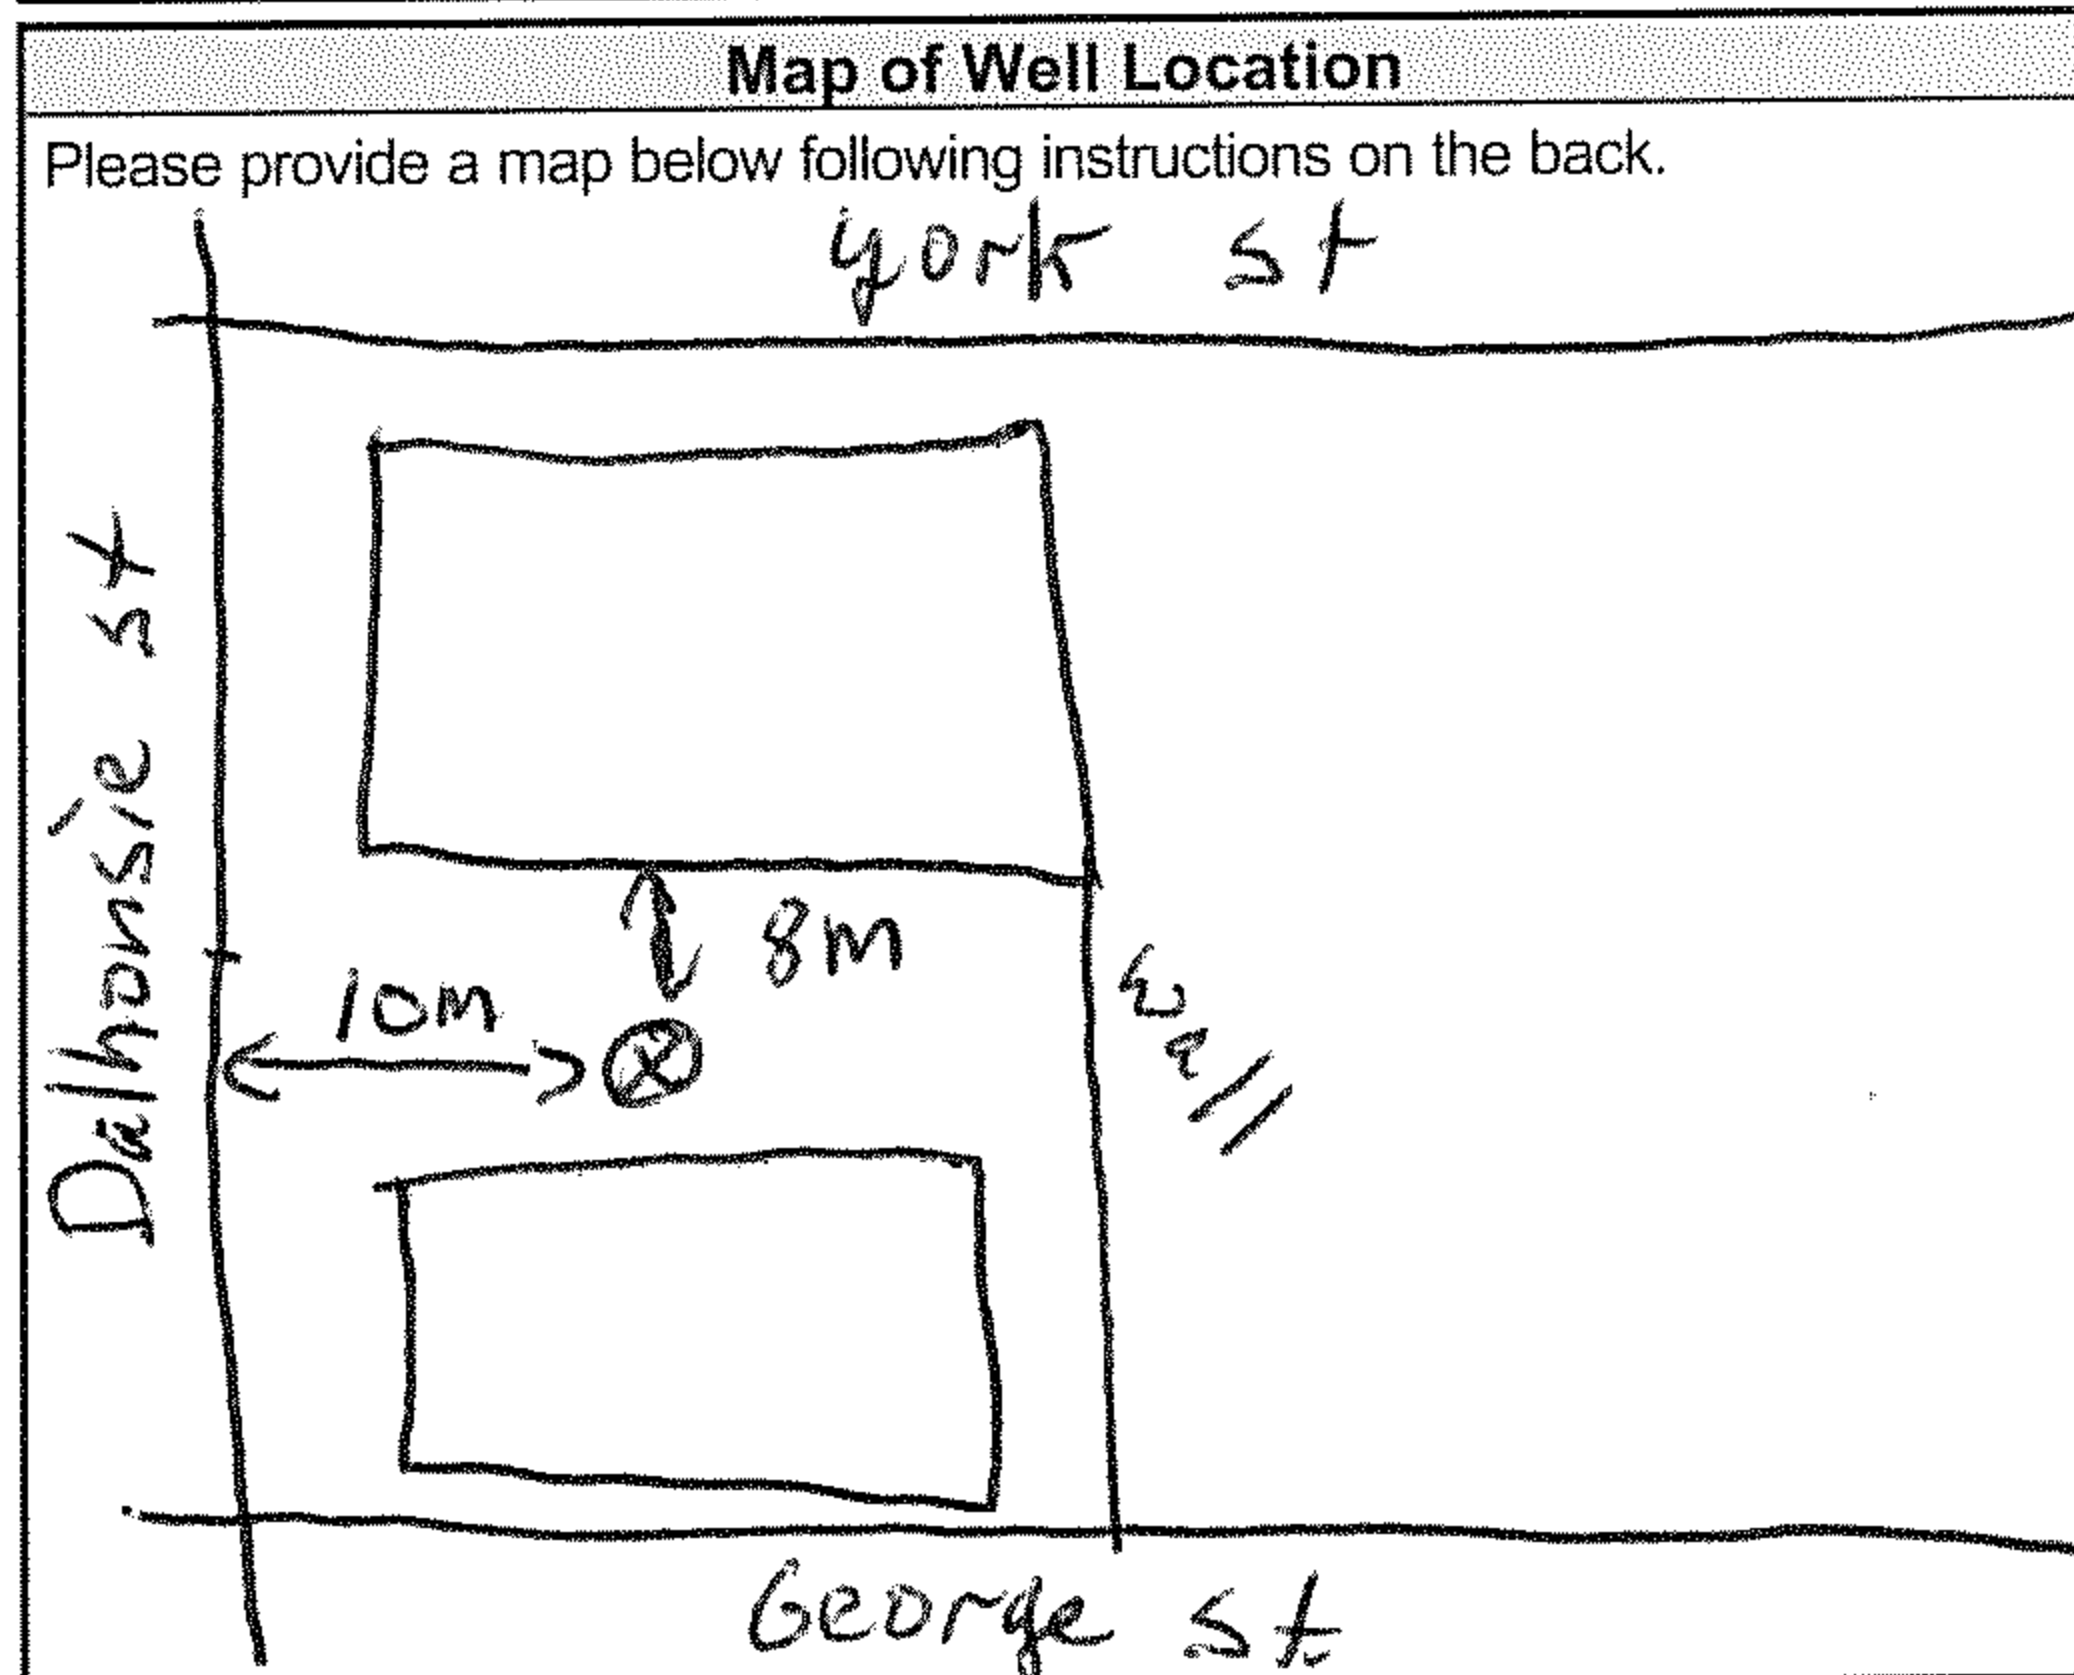 Map of Well Location
Please provide a map below following instructions on the back.
York St
Dalhonsie St
8M
10M
Wall
George St